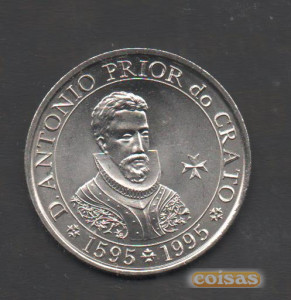 D. ANTONIO PRIOR do CRATO
1595 1995
coisas